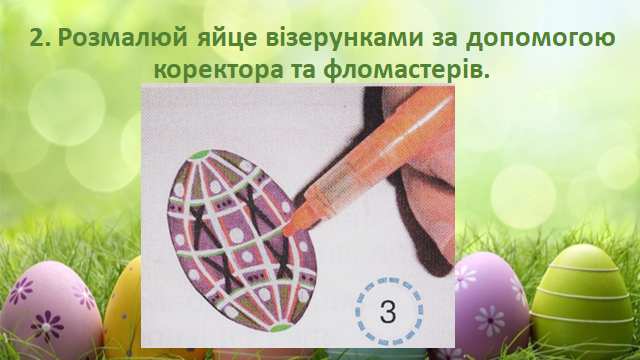 2. Розмалюй яйце візерунками за допомогою
коректора та фломастерів.
3